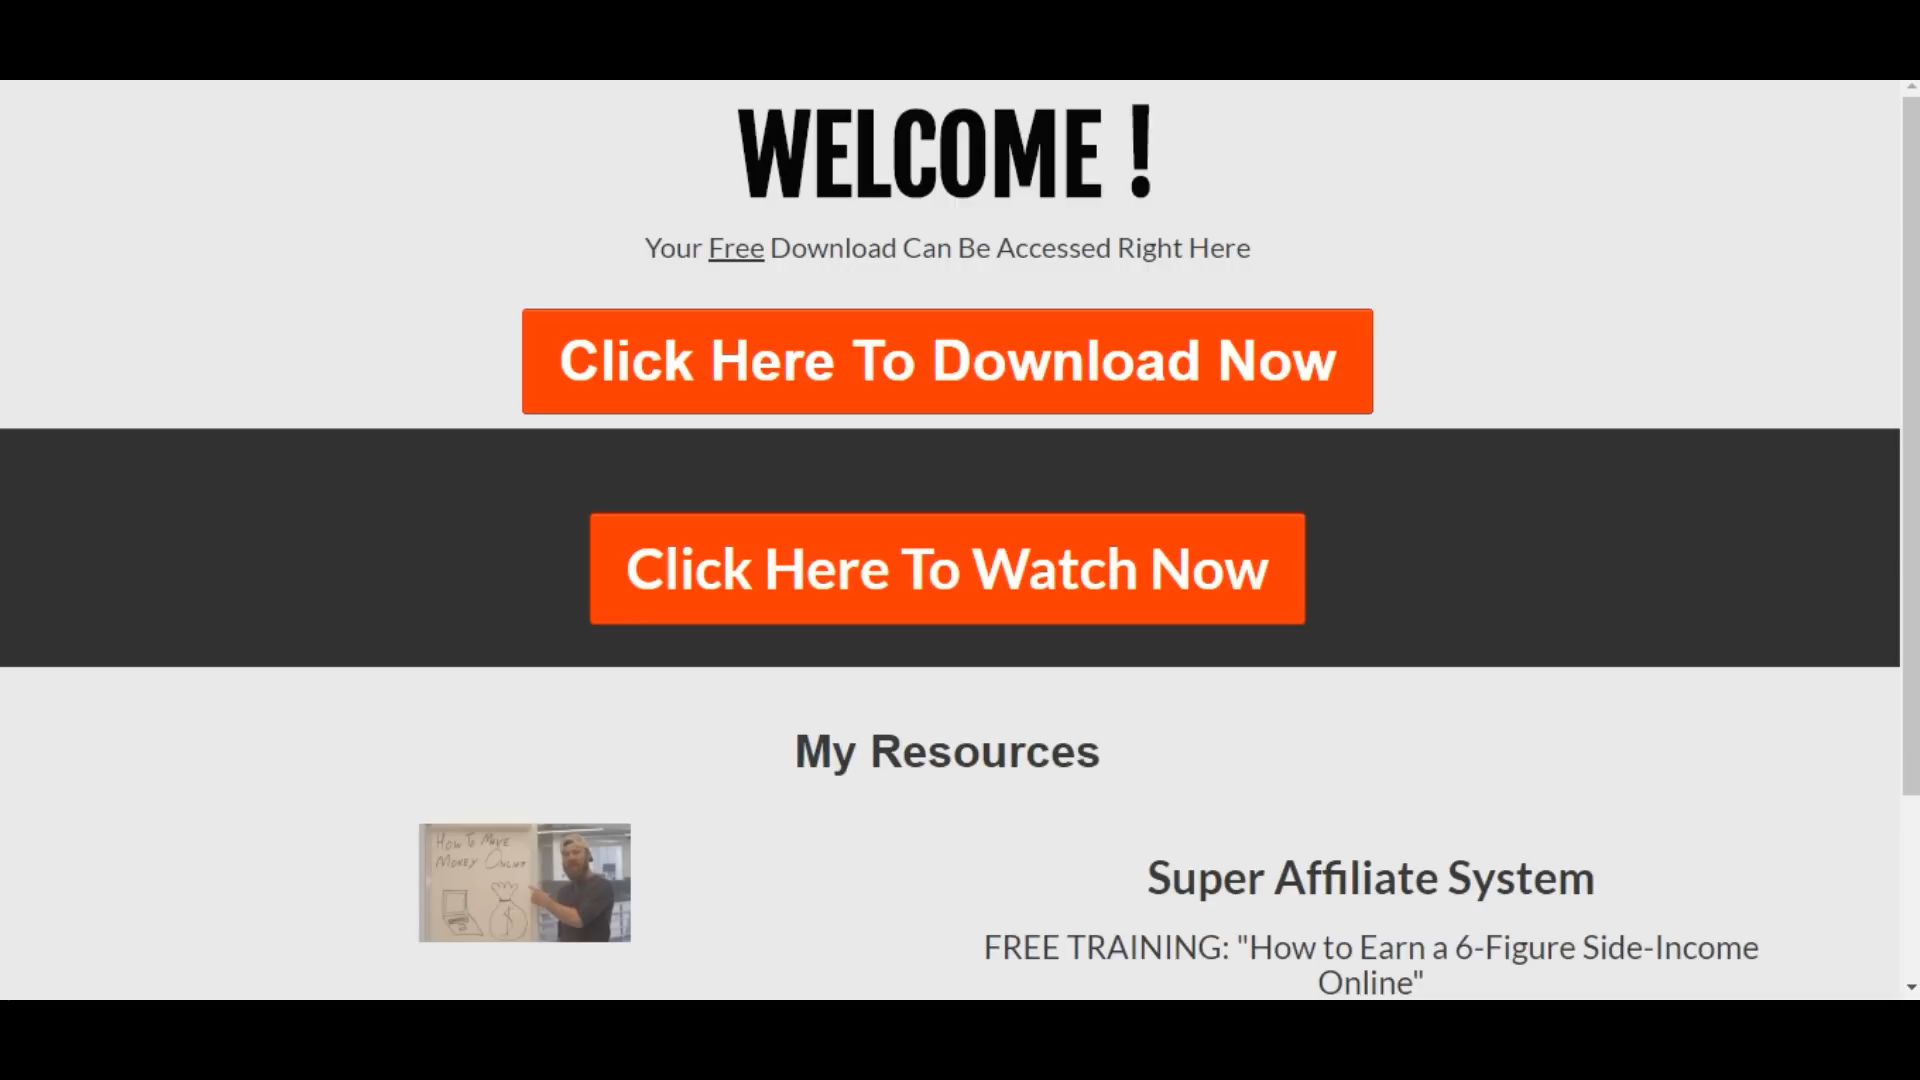 WELCOME !
Your Free Download Can Be Accessed Right Here
Click Here To Download Now
Click Here To Watch Now
My Resources
How To Make
Money Online
Super Affiliate System
FREE TRAINING: "How to Earn a 6-Figure Side-Income
Online"